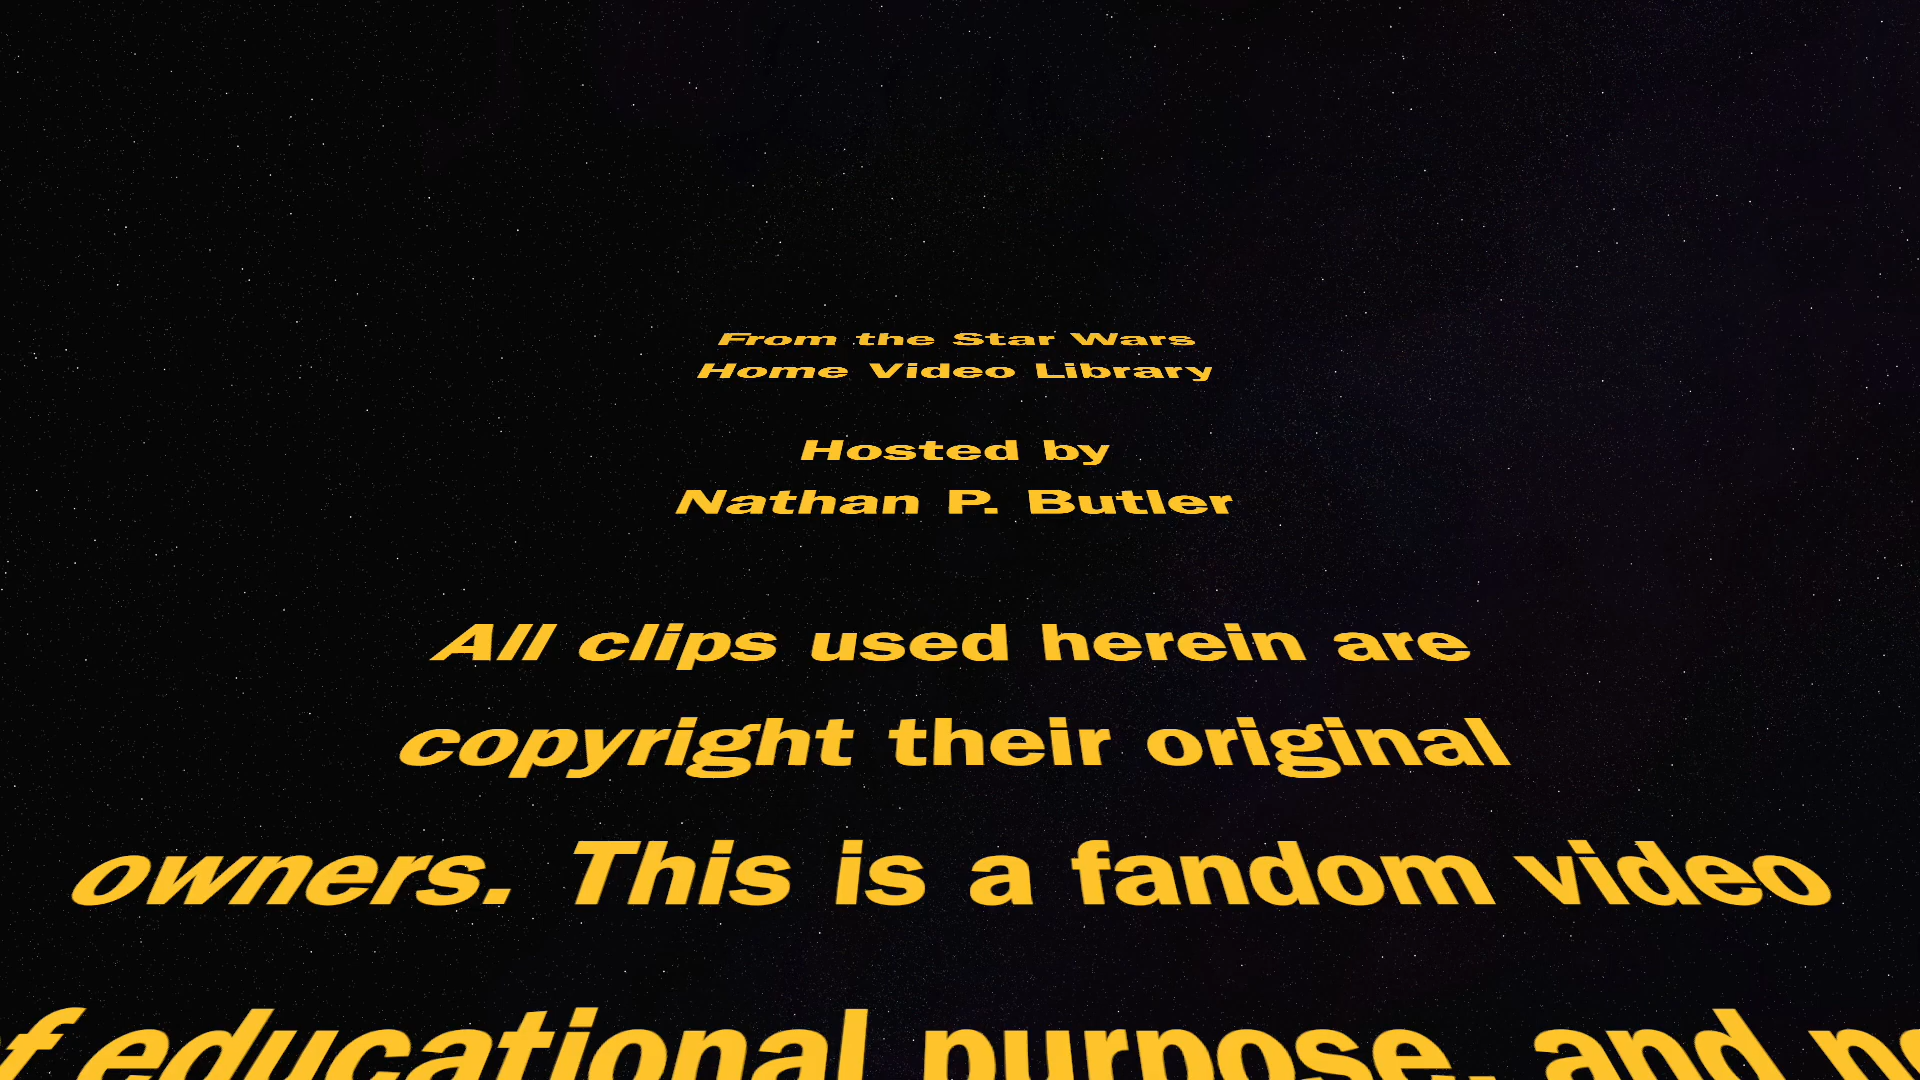 From the Star Wars
Home Video Library
Hosted by
Nathan P. Butler
All clips used herein are
copyright their original
owners. This is a fandom video
educational purpose, and